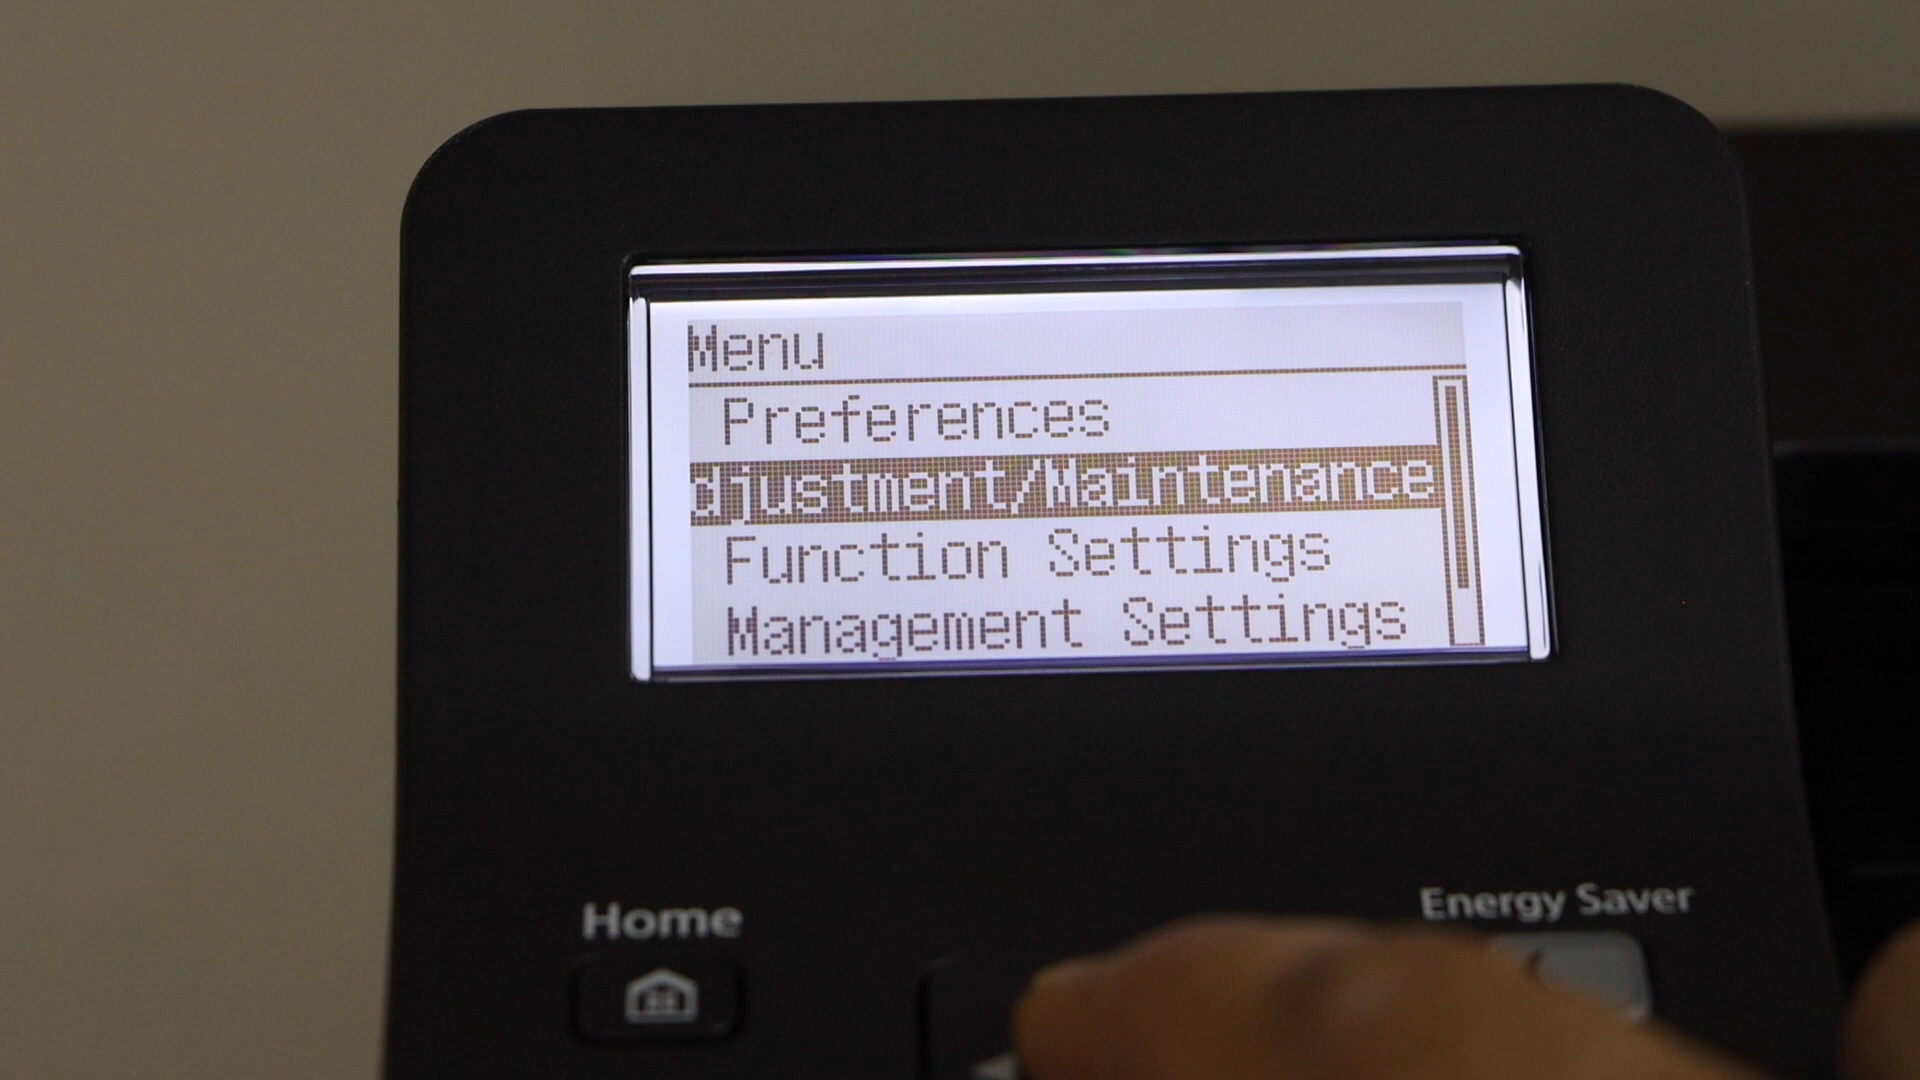 Menu
Preferences
djustment/Maintenance
Function Settings
Management Settings
Home
Energy Saver